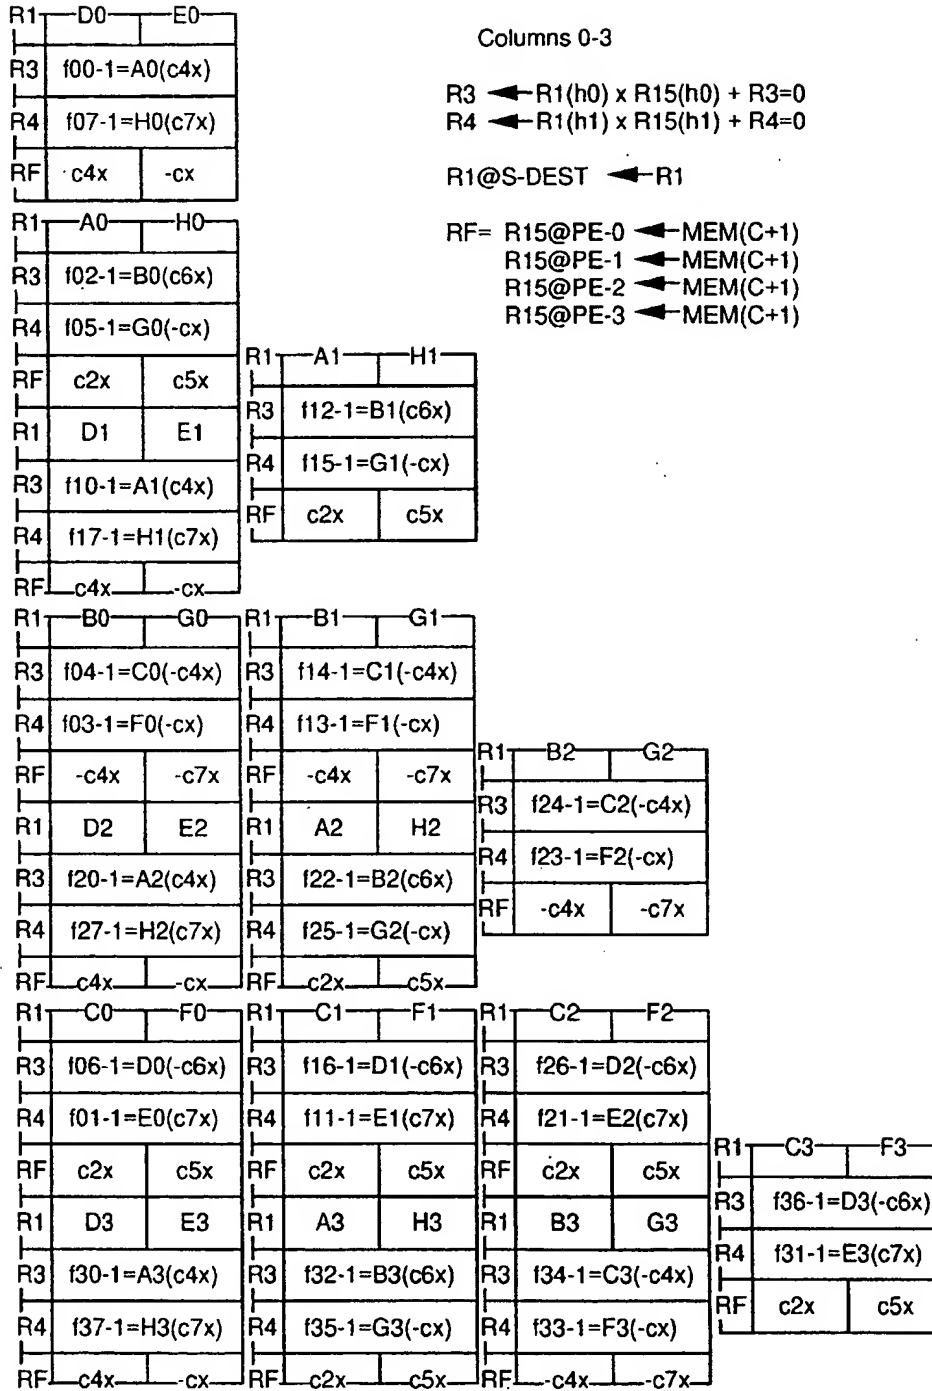 R1 D0 E0
R3 f00-1=A0(c4x)
R4 f07-1=H0(c7x)
RF c4x -cx
Columns 0-3
R3 ← R1(h0) x R15(h0) + R3=0
R4 ← R1(h1) x R15(h1) + R4=0
R1@S-DEST ← R1
RF= R15@PE-0 ← MEM(C+1)
R15@PE-1 ← MEM(C+1)
R15@PE-2 ← MEM(C+1)
R15@PE-3 ← MEM(C+1)
R1 A0 H0
R3 f02-1=B0(c6x)
R4 f05-1=G0(-cx)
RF c2x c5x
R1 D1 E1
R3 f10-1=A1(c4x)
R4 f17-1=H1(c7x)
RF c4x -cx
R1 A1 H1
R3 f12-1=B1(c6x)
R4 f15-1=G1(-cx)
RF c2x c5x
R1 B0 G0
R3 f04-1=C0(-c4x)
R4 f03-1=F0(-cx)
RF -c4x -c7x
R1 D2 E2
R3 f20-1=A2(c4x)
R4 f27-1=H2(c7x)
RF c4x -cx
R1 B1 G1
R3 f14-1=C1(-c4x)
R4 f13-1=F1(-cx)
RF -c4x -c7x
R1 A2 H2
R3 f22-1=B2(c6x)
R4 f25-1=G2(-cx)
RF c2x c5x
R1 B2 G2
R3 f24-1=C2(-c4x)
R4 f23-1=F2(-cx)
RF -c4x -c7x
R1 C0 F0
R3 f06-1=D0(-c6x)
R4 f01-1=E0(c7x)
RF c2x c5x
R1 D3 E3
R3 f30-1=A3(c4x)
R4 f37-1=H3(c7x)
RF c4x -cx
R1 C1 F1
R3 f16-1=D1(-c6x)
R4 f11-1=E1(c7x)
RF c2x c5x
R1 A3 H3
R3 f32-1=B3(c6x)
R4 f35-1=G3(-cx)
RF c2x c5x
R1 C2 F2
R3 f26-1=D2(-c6x)
R4 f21-1=E2(c7x)
RF c2x c5x
R1 B3 G3
R3 f34-1=C3(-c4x)
R4 f33-1=F3(-cx)
RF -c4x -c7x
R1 C3 F3
R3 f36-1=D3(-c6x)
R4 f31-1=E3(c7x)
RF c2x c5x